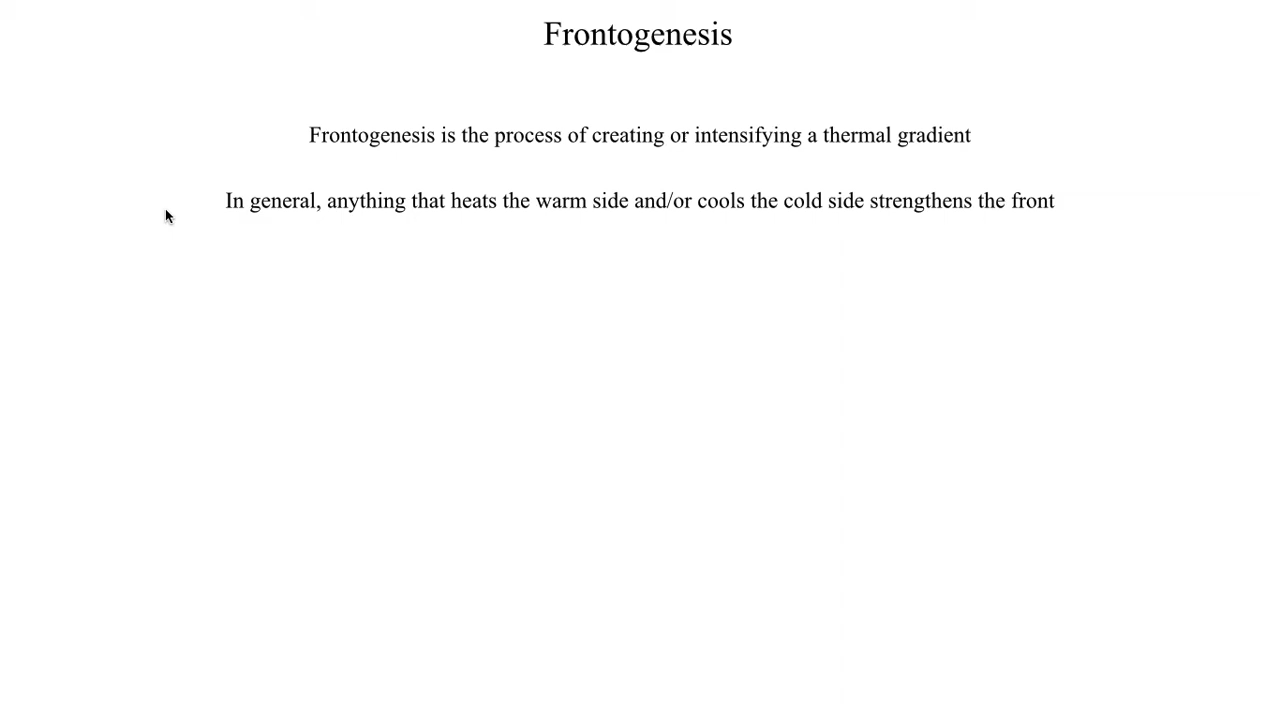 Frontogenesis
Frontogenesis is the process of creating or intensifying a thermal gradient
In general, anything that heats the warm side and/or cools the cold side strengthens the front